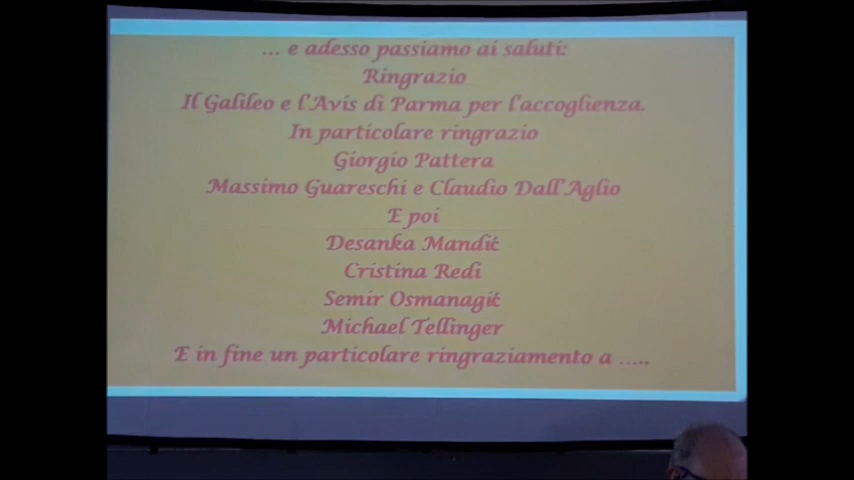 ... e adesso passiamo ai saluti:
Ringrazio
Il Galileo e l'Avis di Parma per l'accoglienza.
In particolare ringrazio
Giorgio Pattera
Massimo Guareschi e Claudio Dall'Aglio
E poi
Desanka Mandić
Cristina Redi
Semir Osmanagić
Michael Tellinger
E in fine un particolare ringraziamento a .....